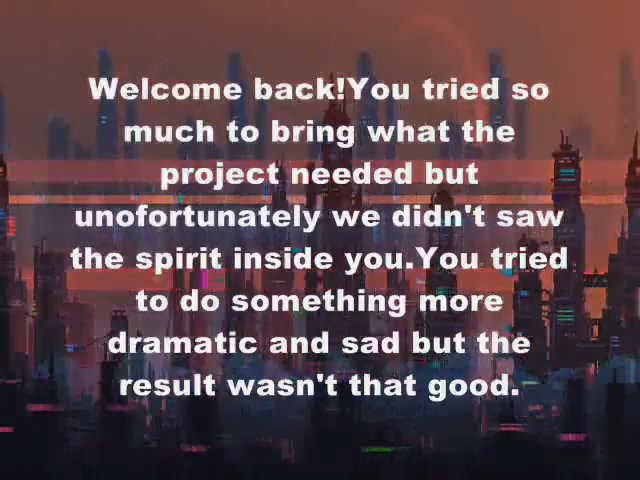 Welcome back!You tried so
much to bring what the
project needed but
unofortunately we didn't saw
the spirit inside you.You tried
to do something more
dramatic and sad but the
result wasn't that good.